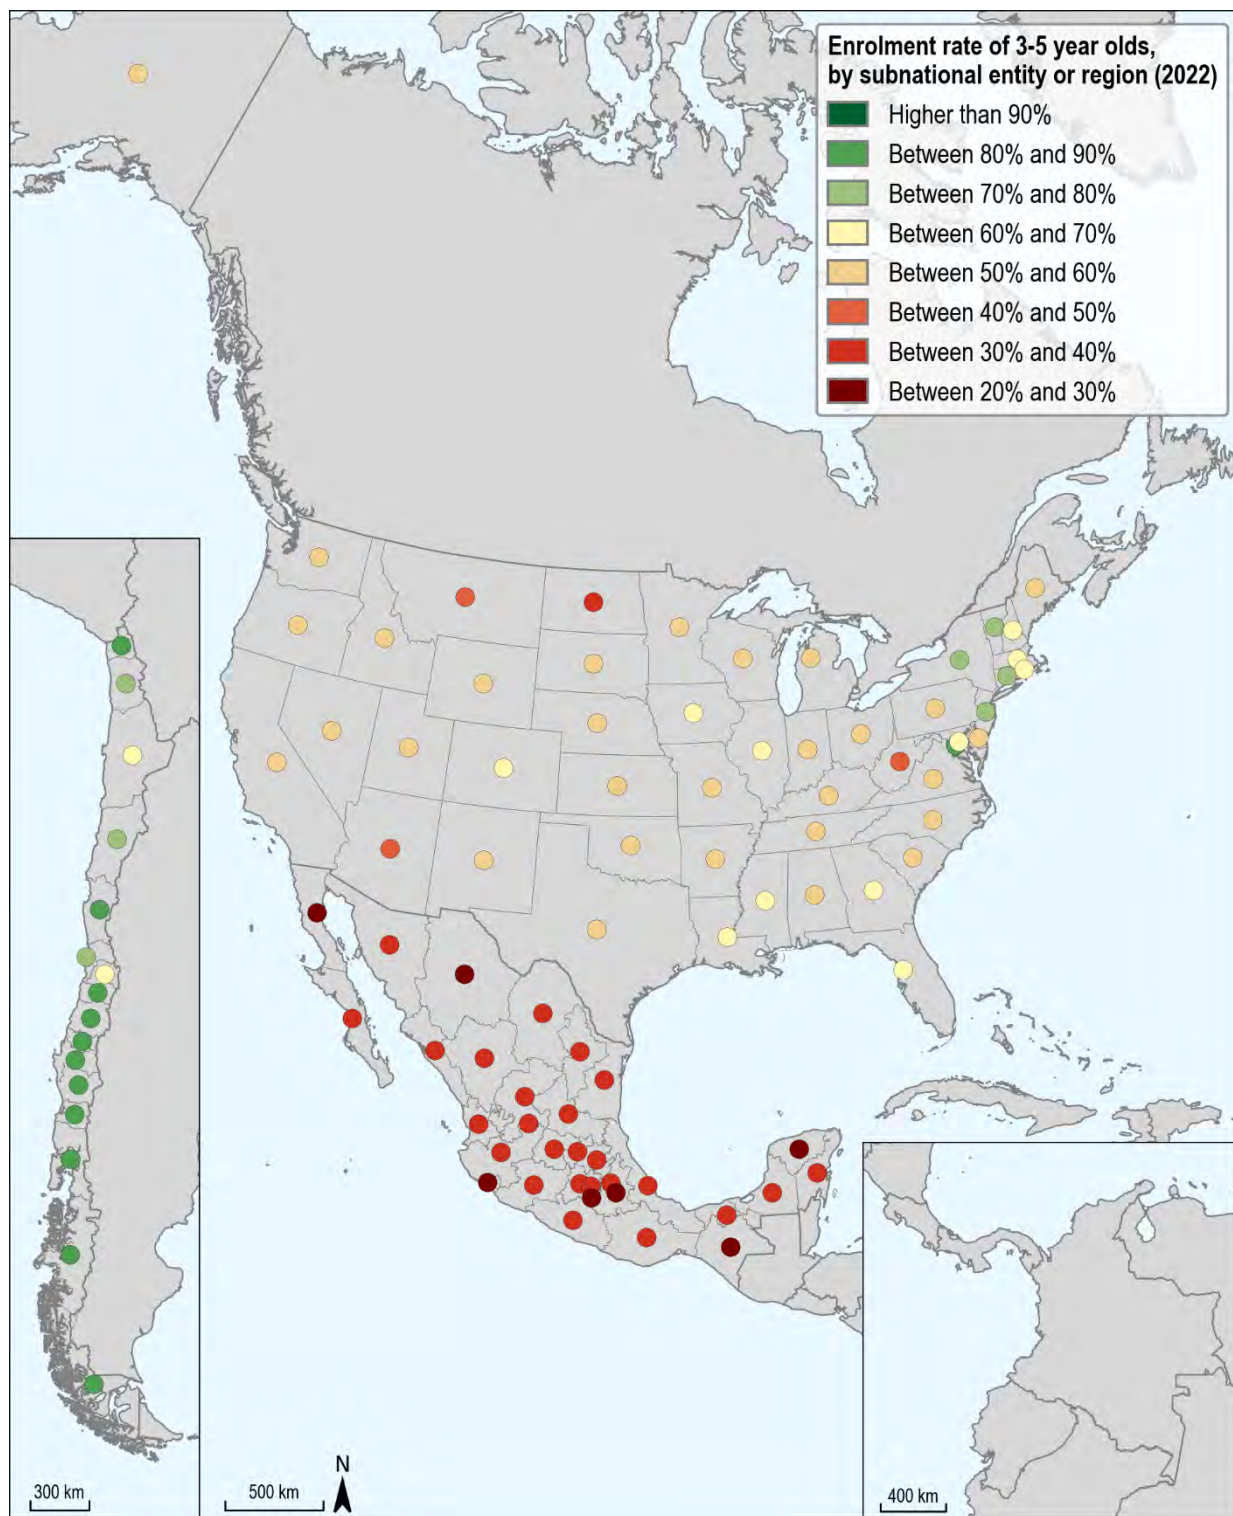 Enrolment rate of 3-5 year olds,
by subnational entity or region (2022)
Higher than 90%
Between 80% and 90%
Between 70% and 80%
Between 60% and 70%
Between 50% and 60%
Between 40% and 50%
Between 30% and 40%
Between 20% and 30%
300 km
500 km
N
400 km